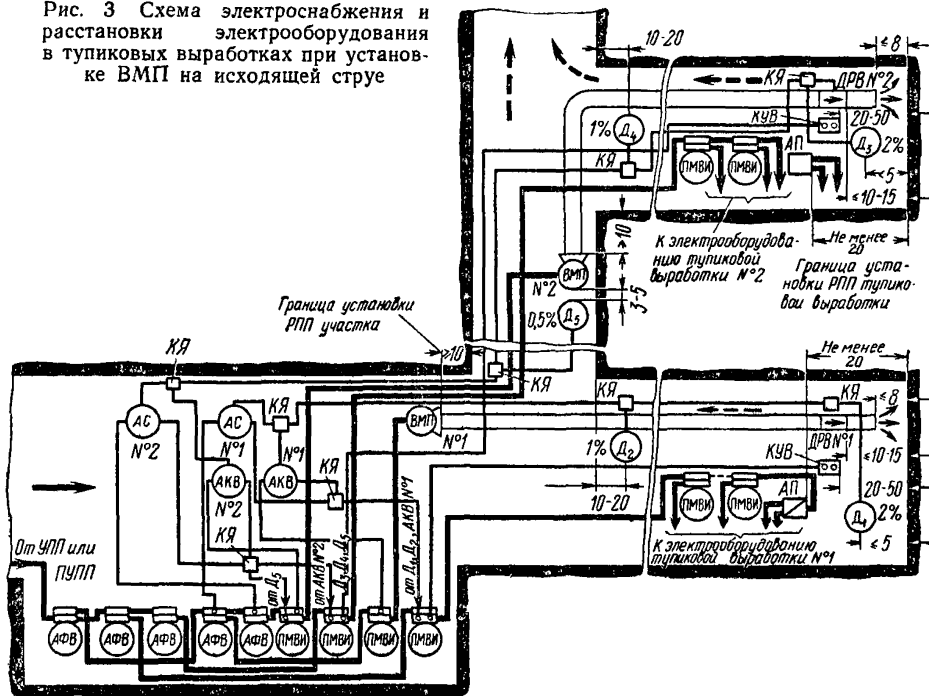 Рис. 3 Схема электроснабжения и
расстановки электрооборудования
в тупиковых выработках при установ-
ке ВМП на исходящей струе
10-20
≤ 8
КЯ
ДРВ №2
КУВ
20-50
1%
Д4
Д3
2%
КЯ
ПМВИ
ПМВИ
АП
≤ 5
≤10-15
К электрооборудова-
нию тупиковой
выработки №2
Не менее
20
Граница уста-
новки РПП тупико-
вой выработки
>10
ВМП
№2
3-5
0,5%
Д5
Граница установки
РПП участка
>10
КЯ
КЯ
Не менее
20
КЯ
КЯ
≤ 8
АС
№2
АС
№1
КЯ
ВМП
№1
ДРВ №1
≤10-15
1%
Д2
КУВ
АКВ
№2
№1
АКВ
КЯ
10-20
ПМВИ
ПМВИ
АП
20-50
Д1
2%
≤ 5
КЯ
От УПП или
ПУПП
от Д5
от АКВ №2
Д3, Д4, Д5
от Д1, Д2, АКВ №1
К электрооборудованию
тупиковой выработки №1
АФВ
АФВ
АФВ
АФВ
АФВ
ПМВИ
ПМВИ
ПМВИ
ПМВИ